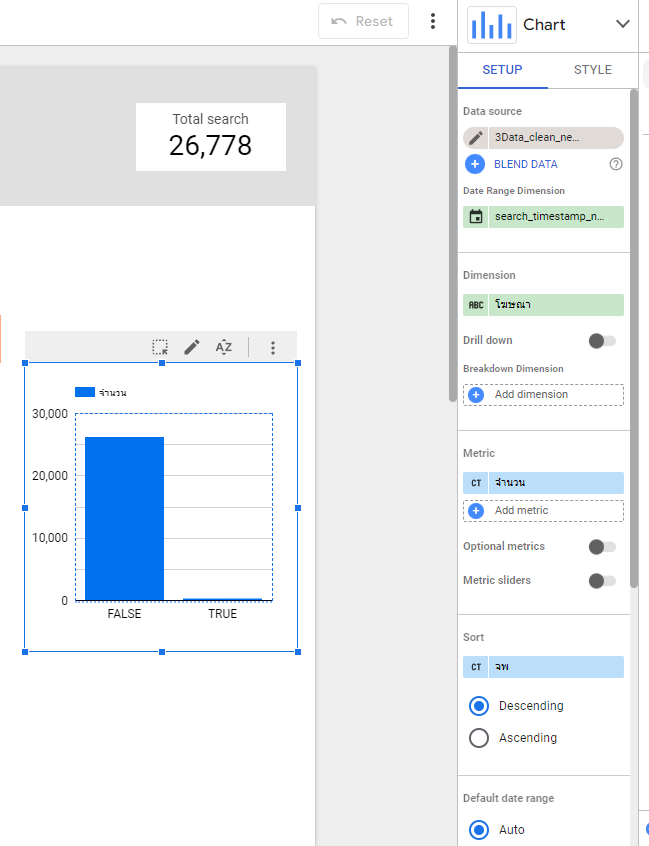 Reset
Chart
SETUP
STYLE
Total search
26,778
จำนวน
30,000
20,000
10,000
0
FALSE
TRUE
Data source
3Data_clean_ne...
BLEND DATA
Date Range Dimension
search_timestamp_n...
Dimension
ABC
โฆษณา
Drill down
Breakdown Dimension
Add dimension
Metric
CT
จำนวน
Add metric
Optional metrics
Metric sliders
Sort
CT
จพ
Descending
Ascending
Default date range
Auto